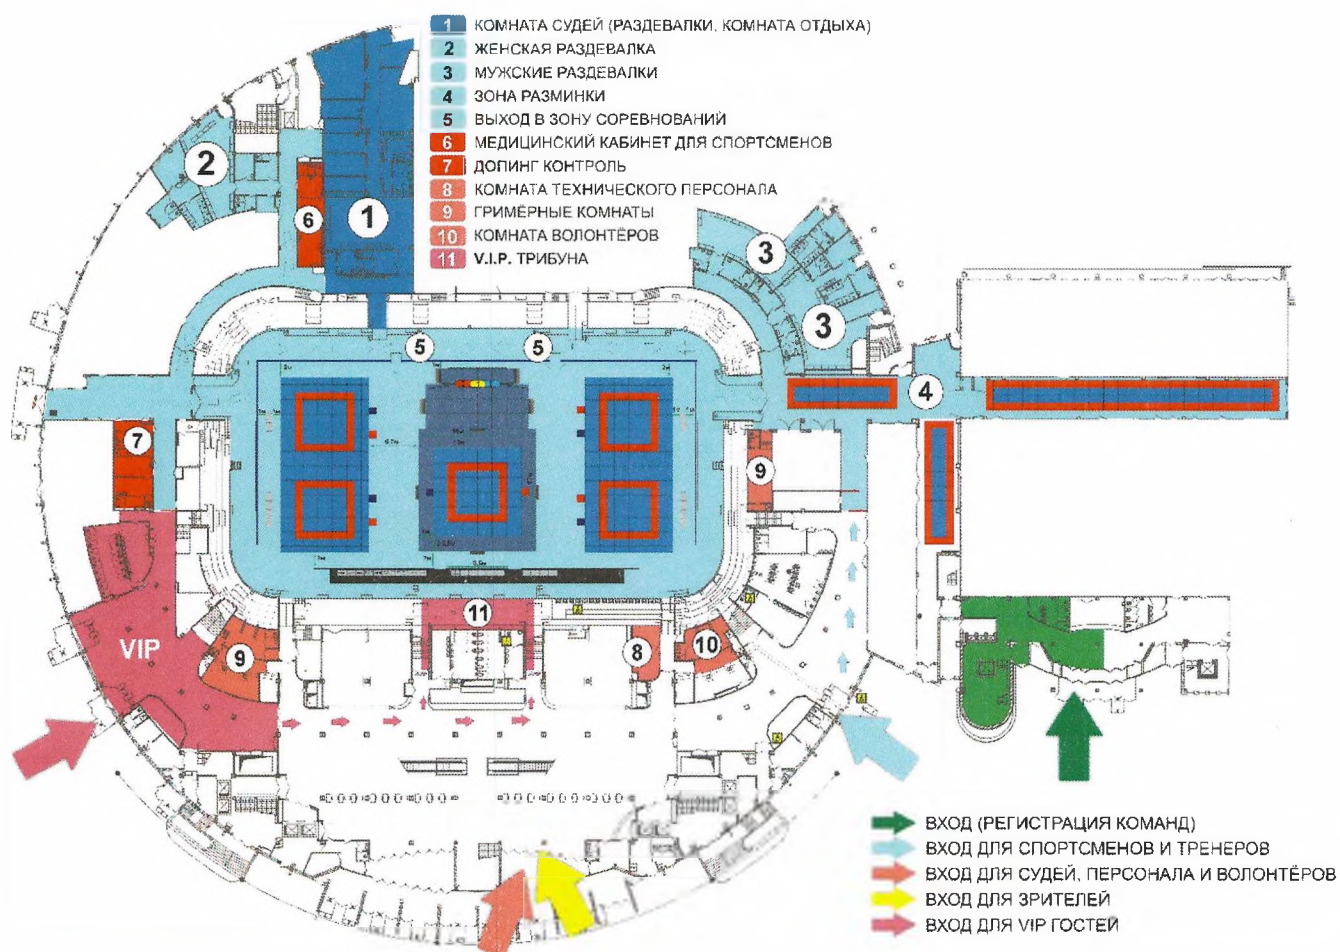 1 КОМНАТА СУДЕЙ (РАЗДЕВАЛКИ, КОМНАТА ОТДЫХА)
2 ЖЕНСКАЯ РАЗДЕВАЛКА
3 МУЖСКИЕ РАЗДЕВАЛКИ
4 ЗОНА РАЗМИНКИ
5 ВЫХОД В ЗОНУ СОРЕВНОВАНИЙ
6 МЕДИЦИНСКИЙ КАБИНЕТ ДЛЯ СПОРТСМЕНОВ
7 ДОПИНГ КОНТРОЛЬ
8 КОМНАТА ТЕХНИЧЕСКОГО ПЕРСОНАЛА
9 ГРИМЁРНЫЕ КОМНАТЫ
10 КОМНАТА ВОЛОНТЁРОВ
11 V.I.P. ТРИБУНА
2
6
1
3
3
5
5
4
7
9
11
VIP
9
8
10
ВХОД (РЕГИСТРАЦИЯ КОМАНД)
ВХОД ДЛЯ СПОРТСМЕНОВ И ТРЕНЕРОВ
ВХОД ДЛЯ СУДЕЙ, ПЕРСОНАЛА И ВОЛОНТЁРОВ
ВХОД ДЛЯ ЗРИТЕЛЕЙ
ВХОД ДЛЯ VIP ГОСТЕЙ